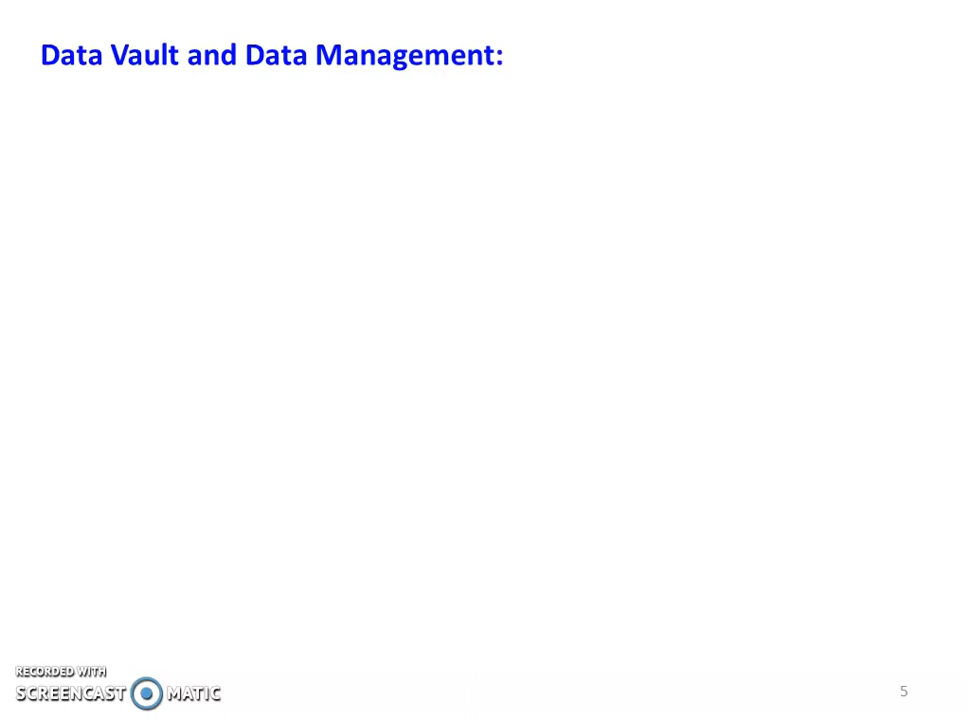 Data Vault and Data Management:
RECORDED WITH
SCREENCAST MATIC
5